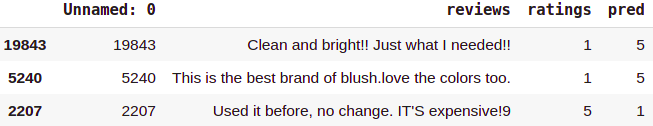 Unnamed: 0 reviews ratings pred
19843 19843 Clean and bright!! Just what I needed!! 1 5
5240 5240 This is the best brand of blush.love the colors too. 1 5
2207 2207 Used it before, no change. IT'S expensive!9 5 1